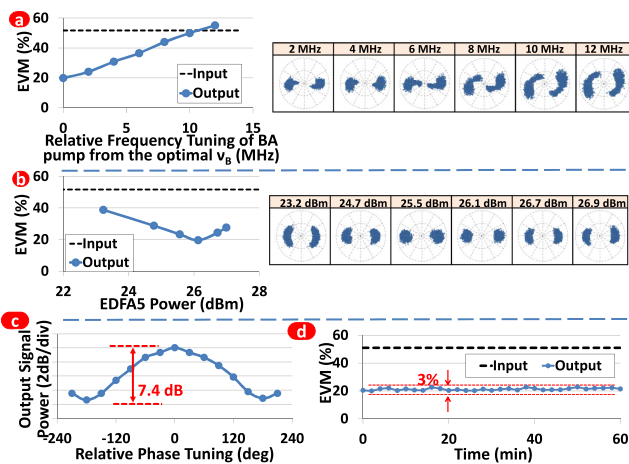 a
60
40
20
0
EVM (%)
Input
Output
0 5 10 15
Relative Frequency Tuning of BA
pump from the optimal νB (MHz)
2 MHz 4 MHz 6 MHz 8 MHz 10 MHz 12 MHz
b
60
40
20
0
EVM (%)
Input
Output
22 24 26 28
EDFA5 Power (dBm)
23.2 dBm 24.7 dBm 25.5 dBm 26.1 dBm 26.7 dBm 26.9 dBm
c
Output Signal
Power (2dB/div)
7.4 dB
-240 -120 0 120 240
Relative Phase Tuning (deg)
d
60
40
20
0
EVM (%)
Input Output
3%
0 20 40 60
Time (min)